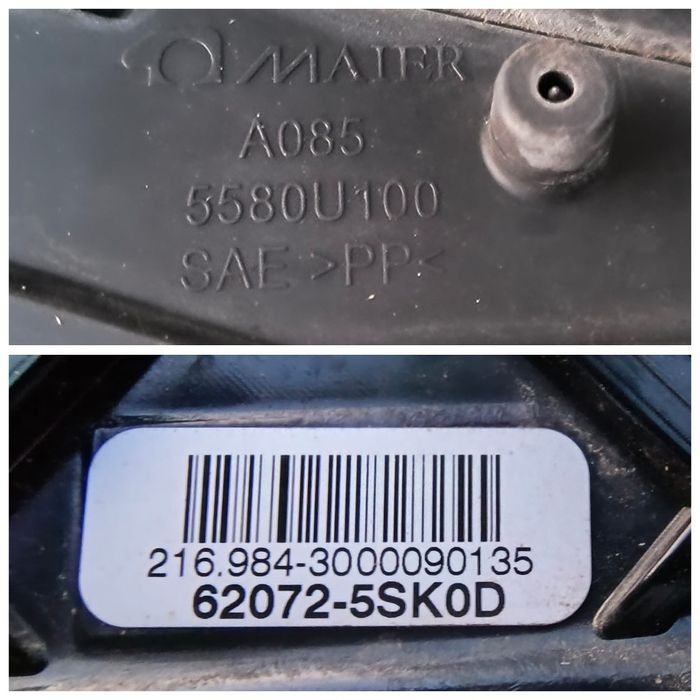 MAIER
A085
5580U100
SAE >PP<
216.984-3000090135
62072-5SK0D